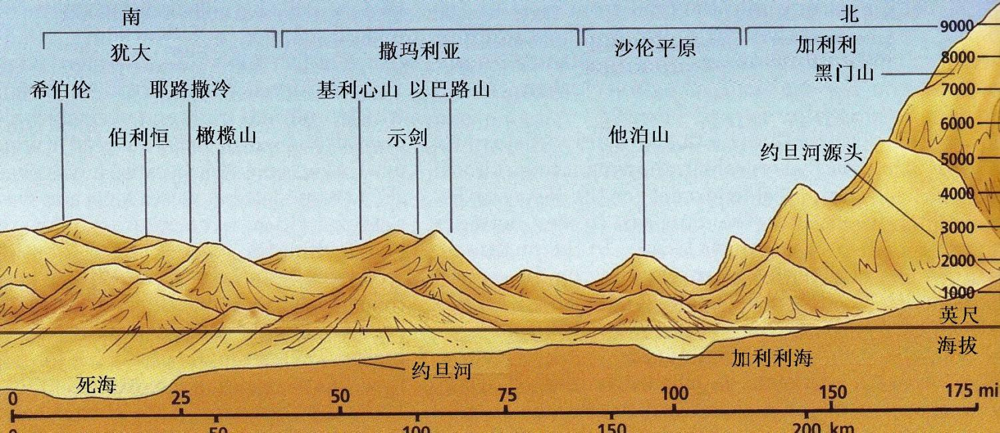 南
北
犹大
撒玛利亚
沙伦平原
加利利
黑门山
希伯伦
耶路撒冷
基利心山
以巴路山
伯利恒
橄榄山
示剑
他泊山
约旦河源头
9000
8000
7000
6000
5000
4000
3000
2000
1000
英尺
海拔
加利利海
约旦河
死海
0 25 50 75 100 150 175 mi
0 50 100 150 200 km